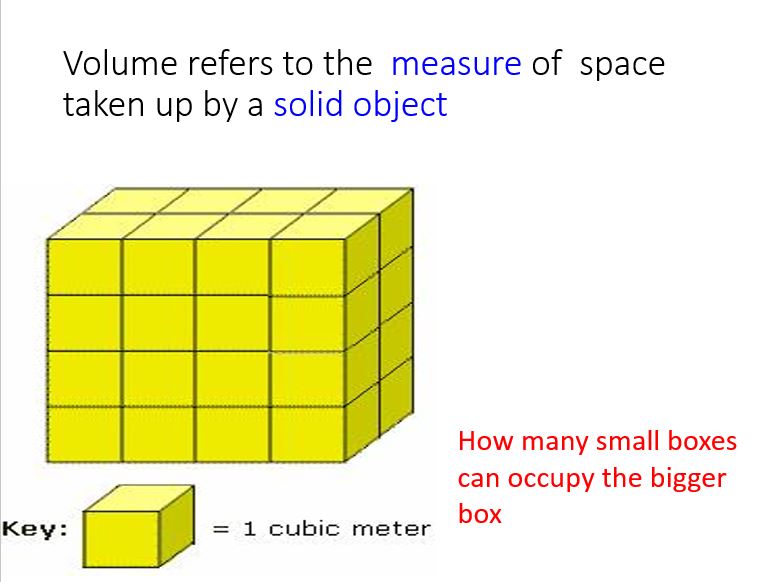 Volume refers to the measure of space
taken up by a solid object
How many small boxes
can occupy the bigger
box
Key: = 1 cubic meter